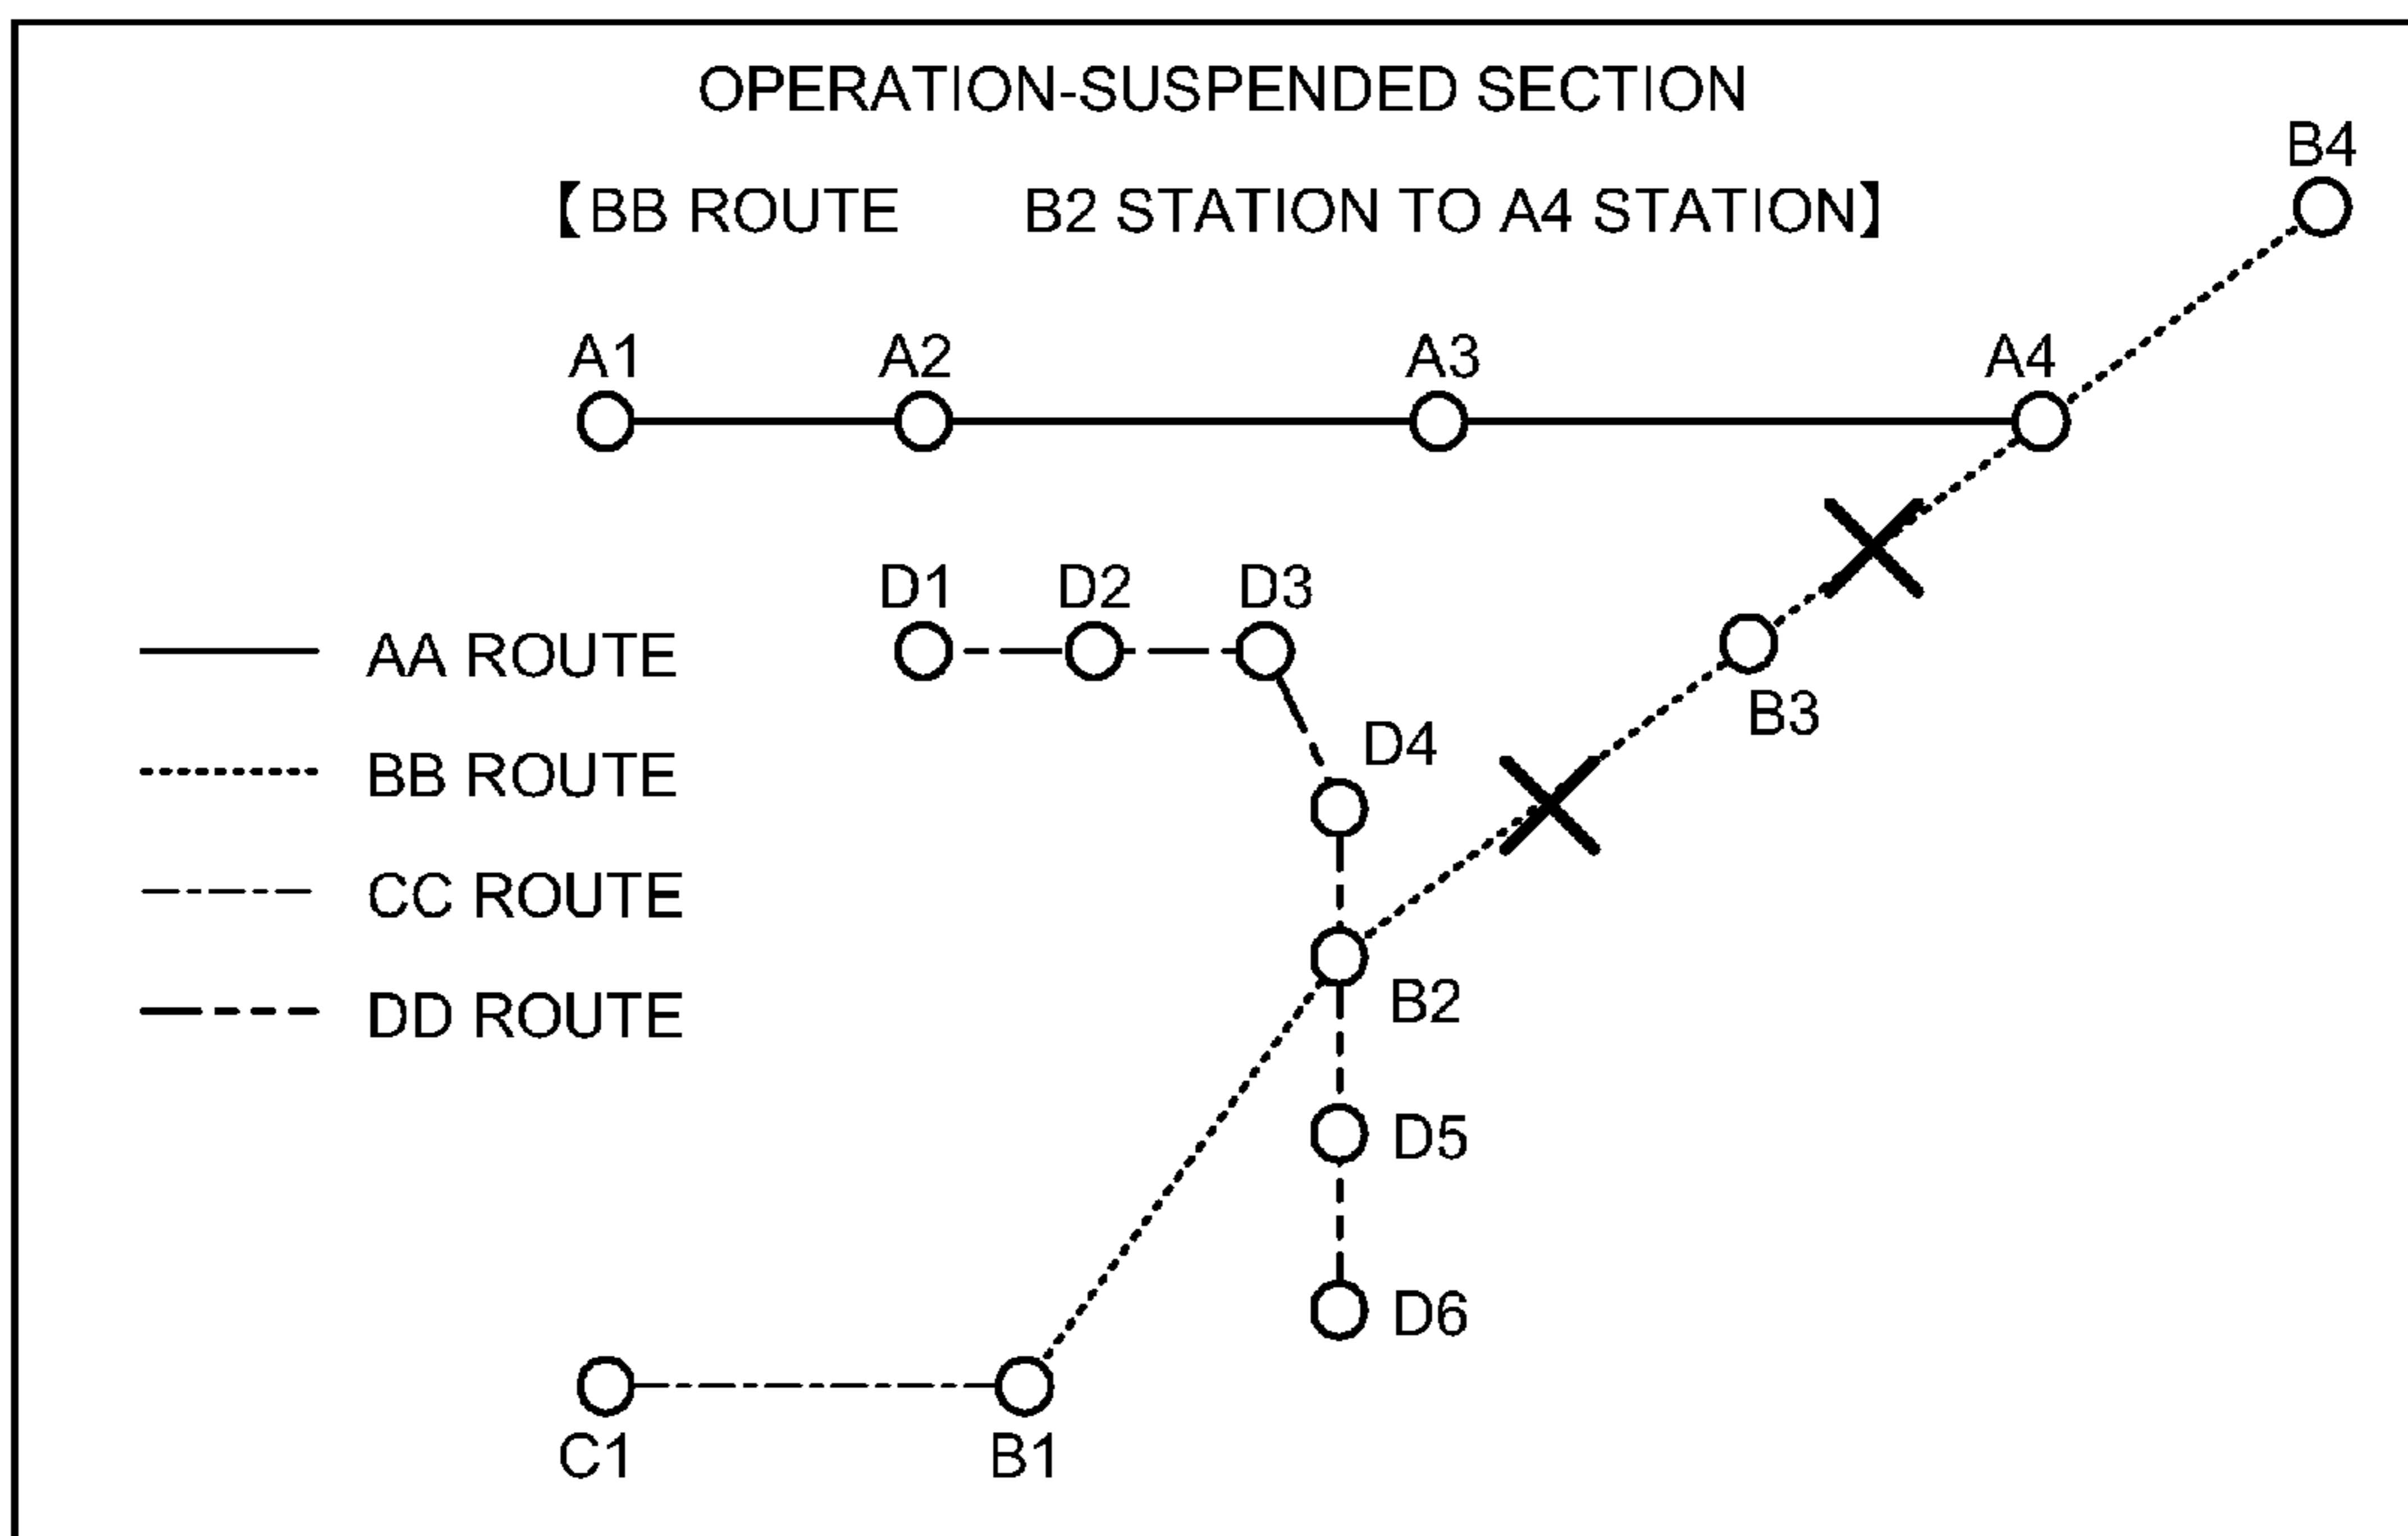 OPERATION-SUSPENDED SECTION
【BB ROUTE B2 STATION TO A4 STATION】
B4
A1 A2 A3 A4
D1 D2 D3
AA ROUTE
B3
D4
BB ROUTE
CC ROUTE
B2
DD ROUTE
D5
D6
C1 B1